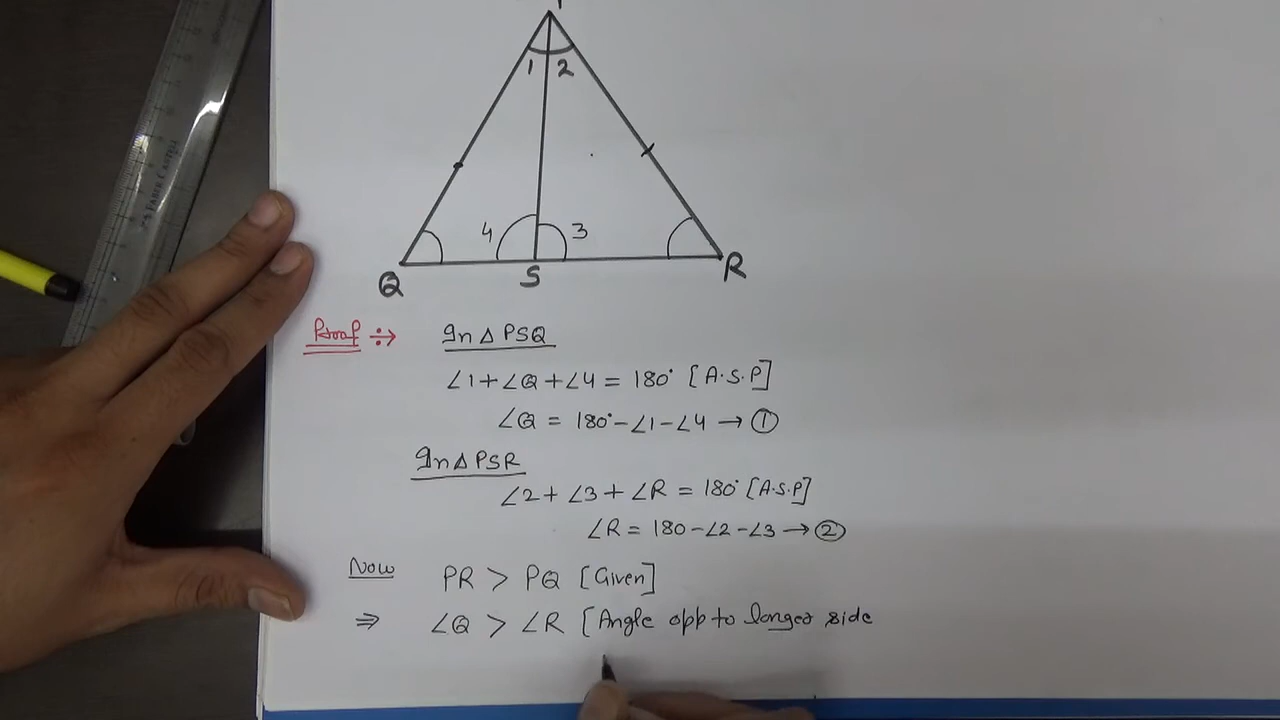 1 2
4 3
Q S R
Proof ÷> In △ PSQ
∠1+∠Q+∠4 = 180° [A.S.P]
∠Q = 180°-∠1-∠4 → ①
In △ PSR
∠2+∠3+∠R = 180° [A.S.P]
∠R = 180-∠2-∠3 → ②
Now PR > PQ [Given]
⇒ ∠Q > ∠R [Angle opp to longer side